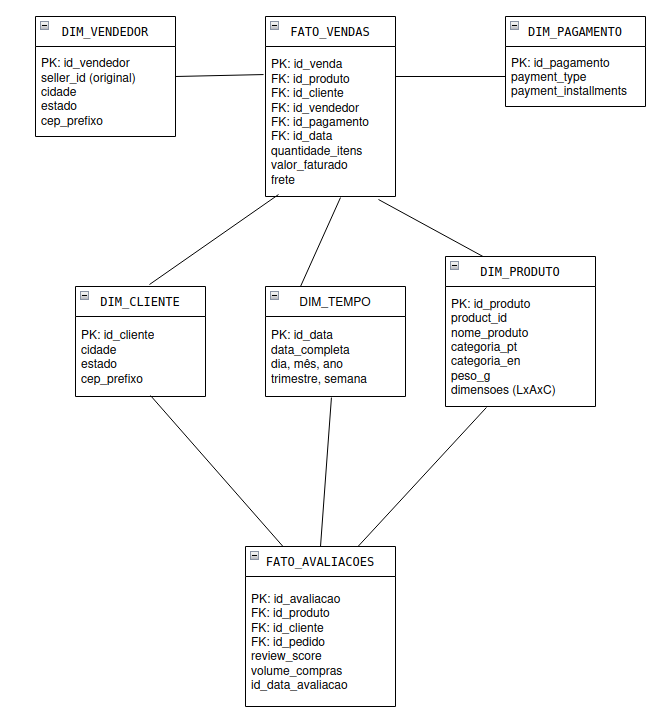 DIM_VENDEDOR
PK: id_vendedor
seller_id (original)
cidade
estado
cep_prefixo
FATO_VENDAS
PK: id_venda
FK: id_produto
FK: id_cliente
FK: id_vendedor
FK: id_pagamento
FK: id_data
quantidade_itens
valor_faturado
frete
DIM_PAGAMENTO
PK: id_pagamento
payment_type
payment_installments
DIM_CLIENTE
PK: id_cliente
cidade
estado
cep_prefixo
DIM_TEMPO
PK: id_data
data_completa
dia, mês, ano
trimestre, semana
DIM_PRODUTO
PK: id_produto
product_id
nome_produto
categoria_pt
categoria_en
peso_g
dimensoes (LxAxC)
FATO_AVALIACOES
PK: id_avaliacao
FK: id_produto
FK: id_cliente
FK: id_pedido
review_score
volume_compras
id_data_avaliacao